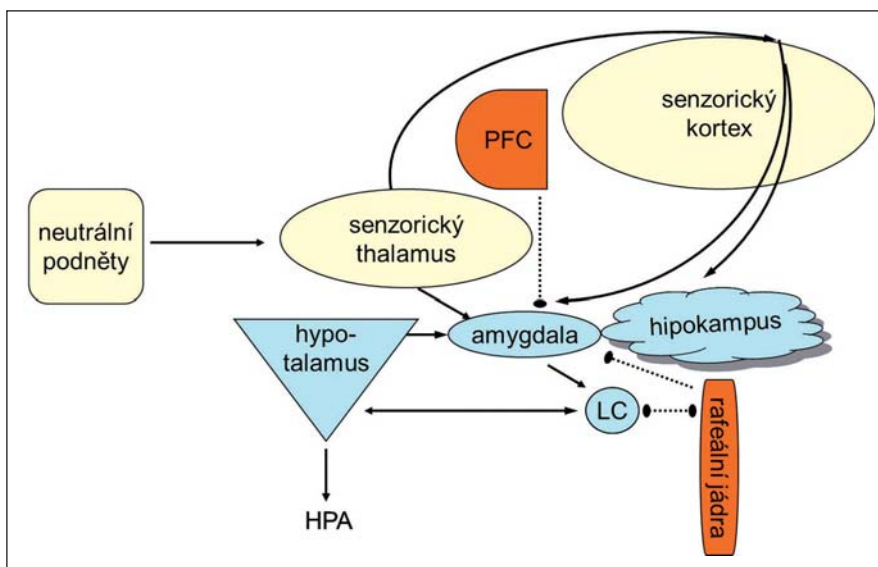 senzorický
kortex
PFC
neutrální
podněty
senzorický
thalamus
hypo-
talamus
amygdala
hipokampus
LC
rafeální jádra
HPA